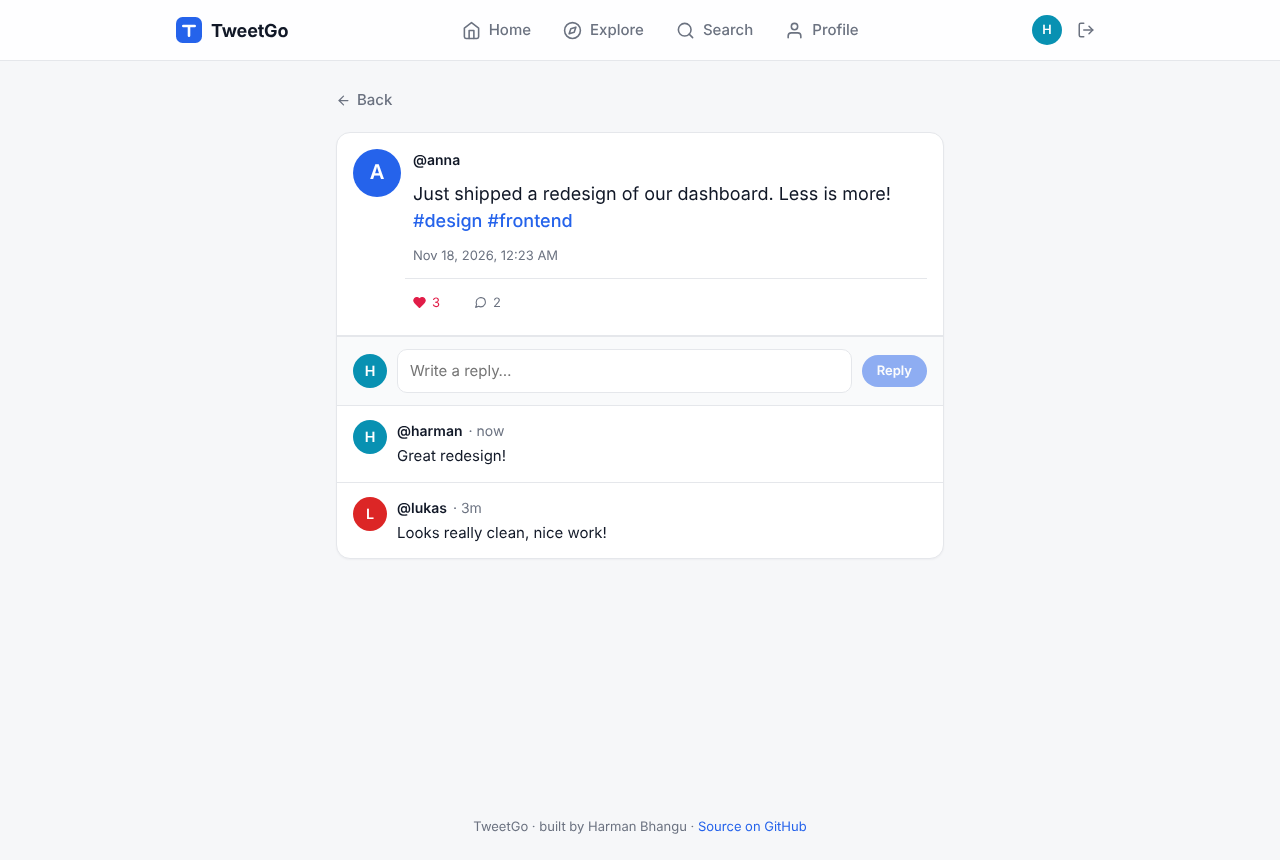 T TweetGo
Home
Explore
Search
Profile
H
Back
A
@anna
Just shipped a redesign of our dashboard. Less is more!
#design #frontend
Nov 18, 2026, 12:23 AM
3
2
H
Write a reply...
Reply
H
@harman · now
Great redesign!
L
@lukas · 3m
Looks really clean, nice work!
TweetGo · built by Harman Bhangu · Source on GitHub